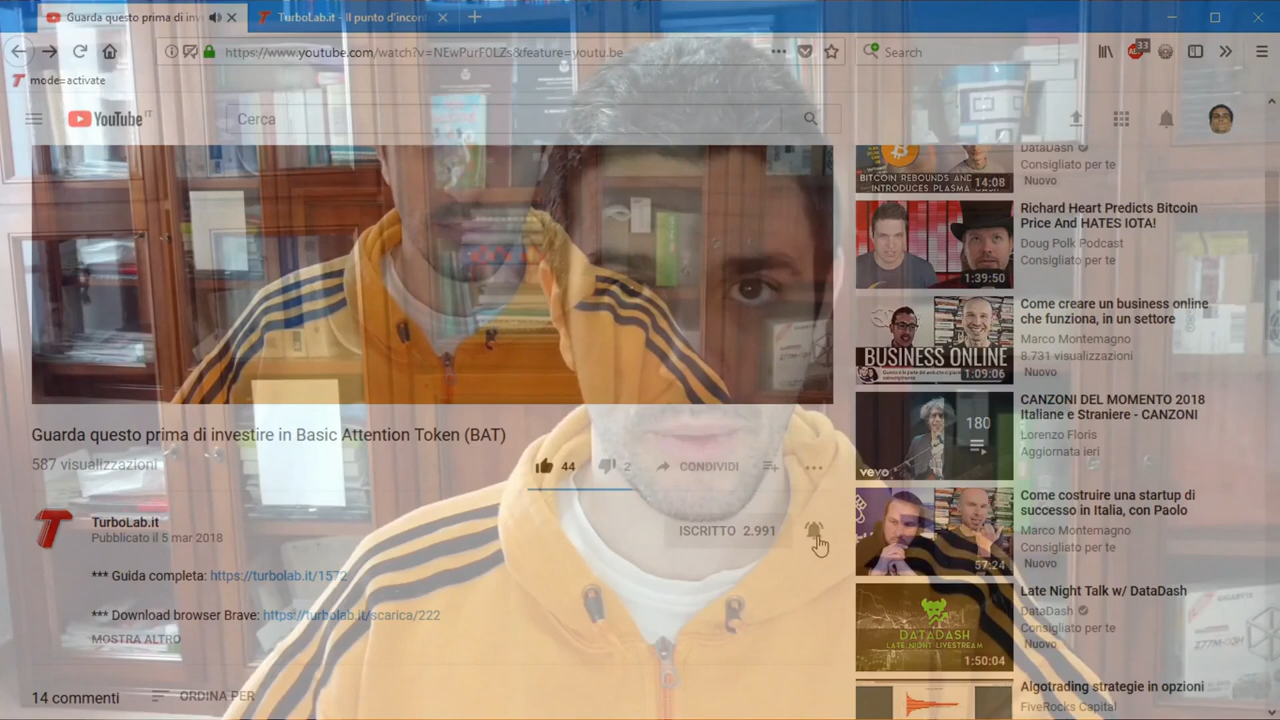 Guarda questo prima di inv
TurboLab.it - Il punto d'incont
https://www.youtube.com/watch?v=NEwPurF0LZs&feature=youtu.be
Search
33
mode=activate
YouTube IT
Cerca
DataDash
Consigliato per te
Nuovo
BITCOIN REBOUNDS AND
INTRODUCES PLASMA CASH
14:08
Richard Heart Predicts Bitcoin
Price And HATES IOTA!
Doug Polk Podcast
Consigliato per te
1:39:50
Come creare un business online
che funziona, in un settore
Marco Montemagno
8.731 visualizzazioni
Nuovo
BUSINESS ONLINE
1:09:06
CANZONI DEL MOMENTO 2018
Italiane e Straniere - CANZONI
Lorenzo Floris
Aggiornata ieri
180
vevo
Guarda questo prima di investire in Basic Attention Token (BAT)
587 visualizzazioni
44
2
CONDIVIDI
TurboLab.it
Pubblicato il 5 mar 2018
ISCRITTO 2.991
*** Guida completa: https://turbolab.it/1572
*** Download browser Brave: https://turbolab.it/scarica/222
MOSTRA ALTRO
14 commenti
ORDINA PER
Come costruire una startup di
successo in Italia, con Paolo
Marco Montemagno
Consigliato per te
Nuovo
57:24
Late Night Talk w/ DataDash
DataDash
Consigliato per te
Nuovo
DATADASH
LATE NIGHT LIVESTREAM
1:50:04
Algotrading strategie in opzioni
FiveRocks Capital
GIGABYTE
Z77M-D3H